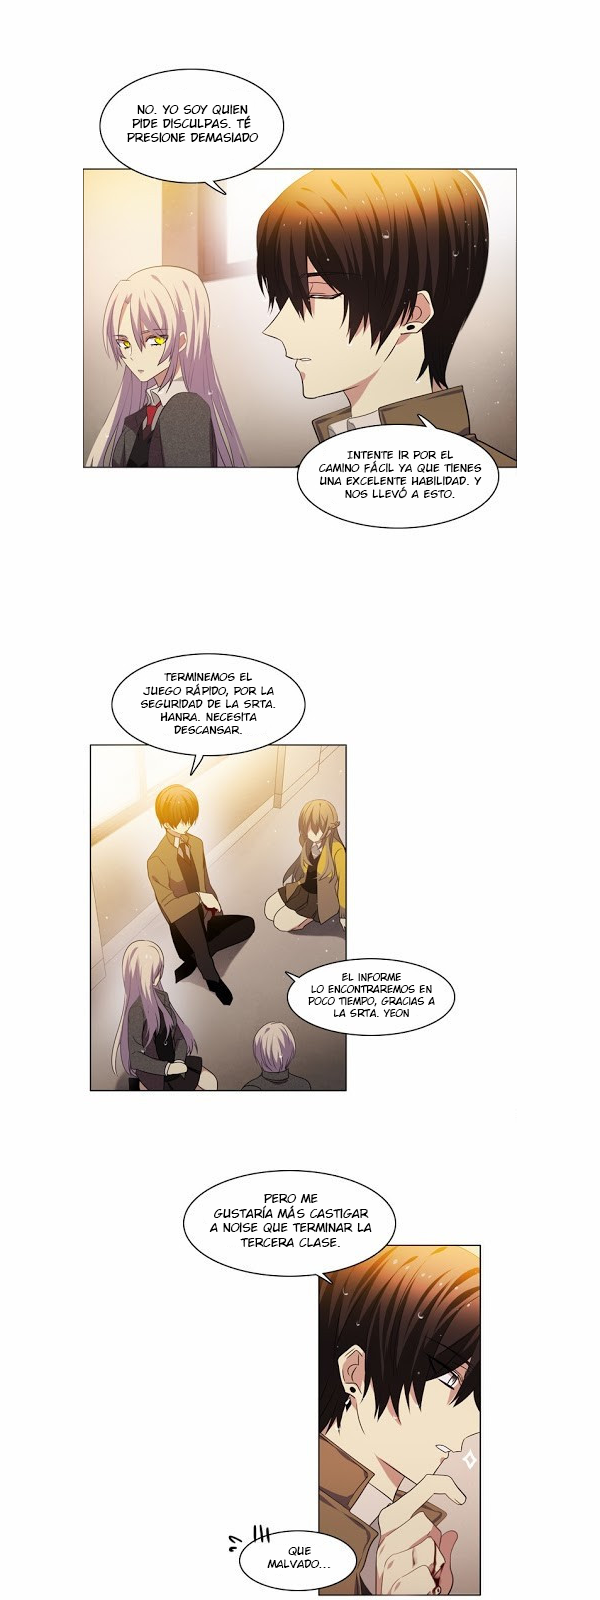 NO. YO SOY QUIEN
PIDE DISCULPAS. TÉ
PRESIONE DEMASIADO
INTENTE IR POR EL
CAMINO FÁCIL YA QUE TIENES
UNA EXCELENTE HABILIDAD. Y
NOS LLEVÓ A ESTO.
TERMINEMOS EL
JUEGO RÁPIDO, POR LA
SEGURIDAD DE LA SRTA.
HANRA. NECESITA
DESCANSAR.
EL INFORME
LO ENCONTRAREMOS EN
POCO TIEMPO, GRACIAS A
LA SRTA. YEON
PERO ME
GUSTARÍA MÁS CASTIGAR
A NOISE QUE TERMINAR LA
TERCERA CLASE.
QUE
MALVADO...